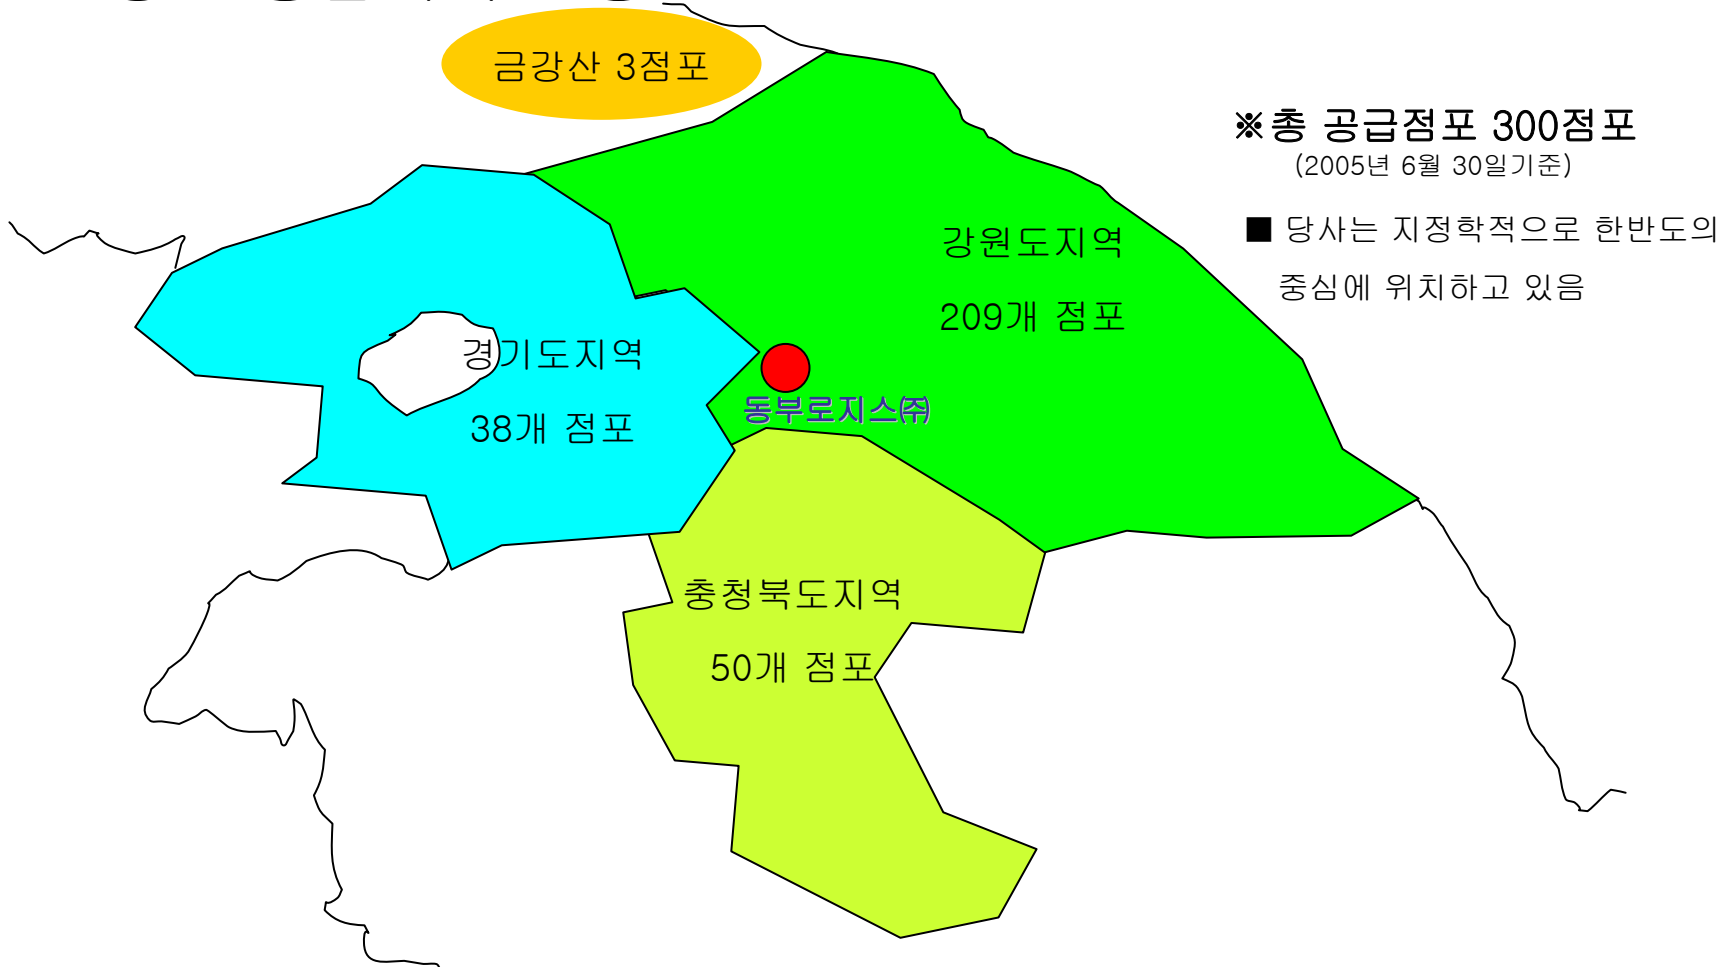 금강산 3점포
※총 공급점포 300점포
(2005년 6월 30일기준)
■ 당사는 지정학적으로 한반도의
중심에 위치하고 있음
강원도지역
209개 점포
경기도지역
38개 점포
동부로지스㈜
충청북도지역
50개 점포